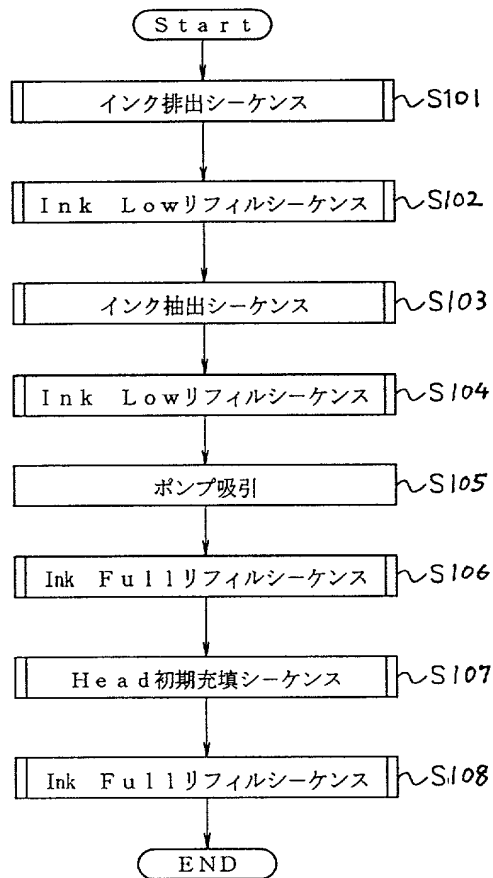 Start
インク排出シーケンス S101
Ink Lowリフィルシーケンス S102
インク抽出シーケンス S103
Ink Lowリフィルシーケンス S104
ポンプ吸引 S105
Ink Fullリフィルシーケンス S106
Head初期充填シーケンス S107
Ink Fullリフィルシーケンス S108
END